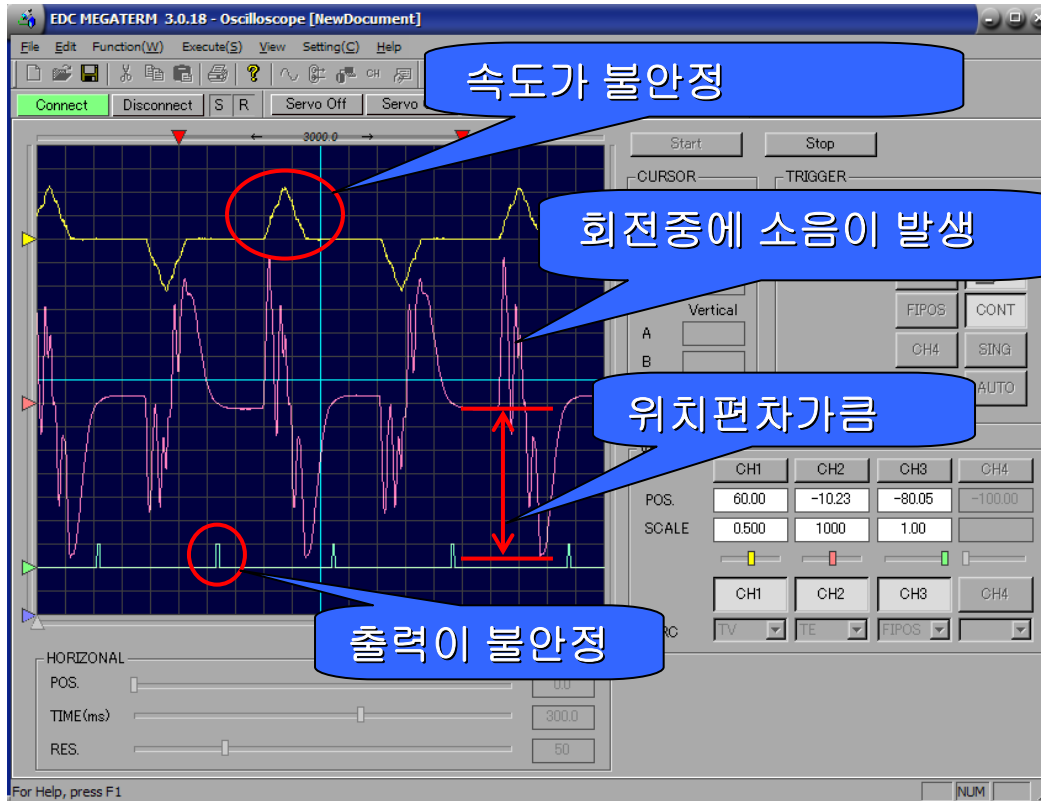 EDC MEGATERM 3.0.18 - Oscilloscope [NewDocument]
File Edit Function(W) Execute(S) View Setting(C) Help
CH
Connect Disconnect S R Servo Off Servo
속도가 불안정
← 3000.0 →
Start Stop
CURSOR TRIGGER
회전중에 소음이 발생
Vertical
FIPOS CONT
A
CH4 SING
B
AUTO
위치편차가큼
CH1 CH2 CH3 CH4
POS. 60.00 -10.23 -80.05 -100.00
SCALE 0.500 1000 1.00
CH1 CH2 CH3 CH4
TV TE FIPOS
출력이 불안정
HORIZONAL
POS. 0.0
TIME(ms) 300.0
RES. 50
For Help, press F1 NUM